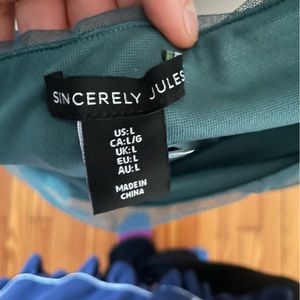 SINCERELY JULES
US:L
CA:L/G
UK:L
EU:L
AU:L
MADE IN
CHINA